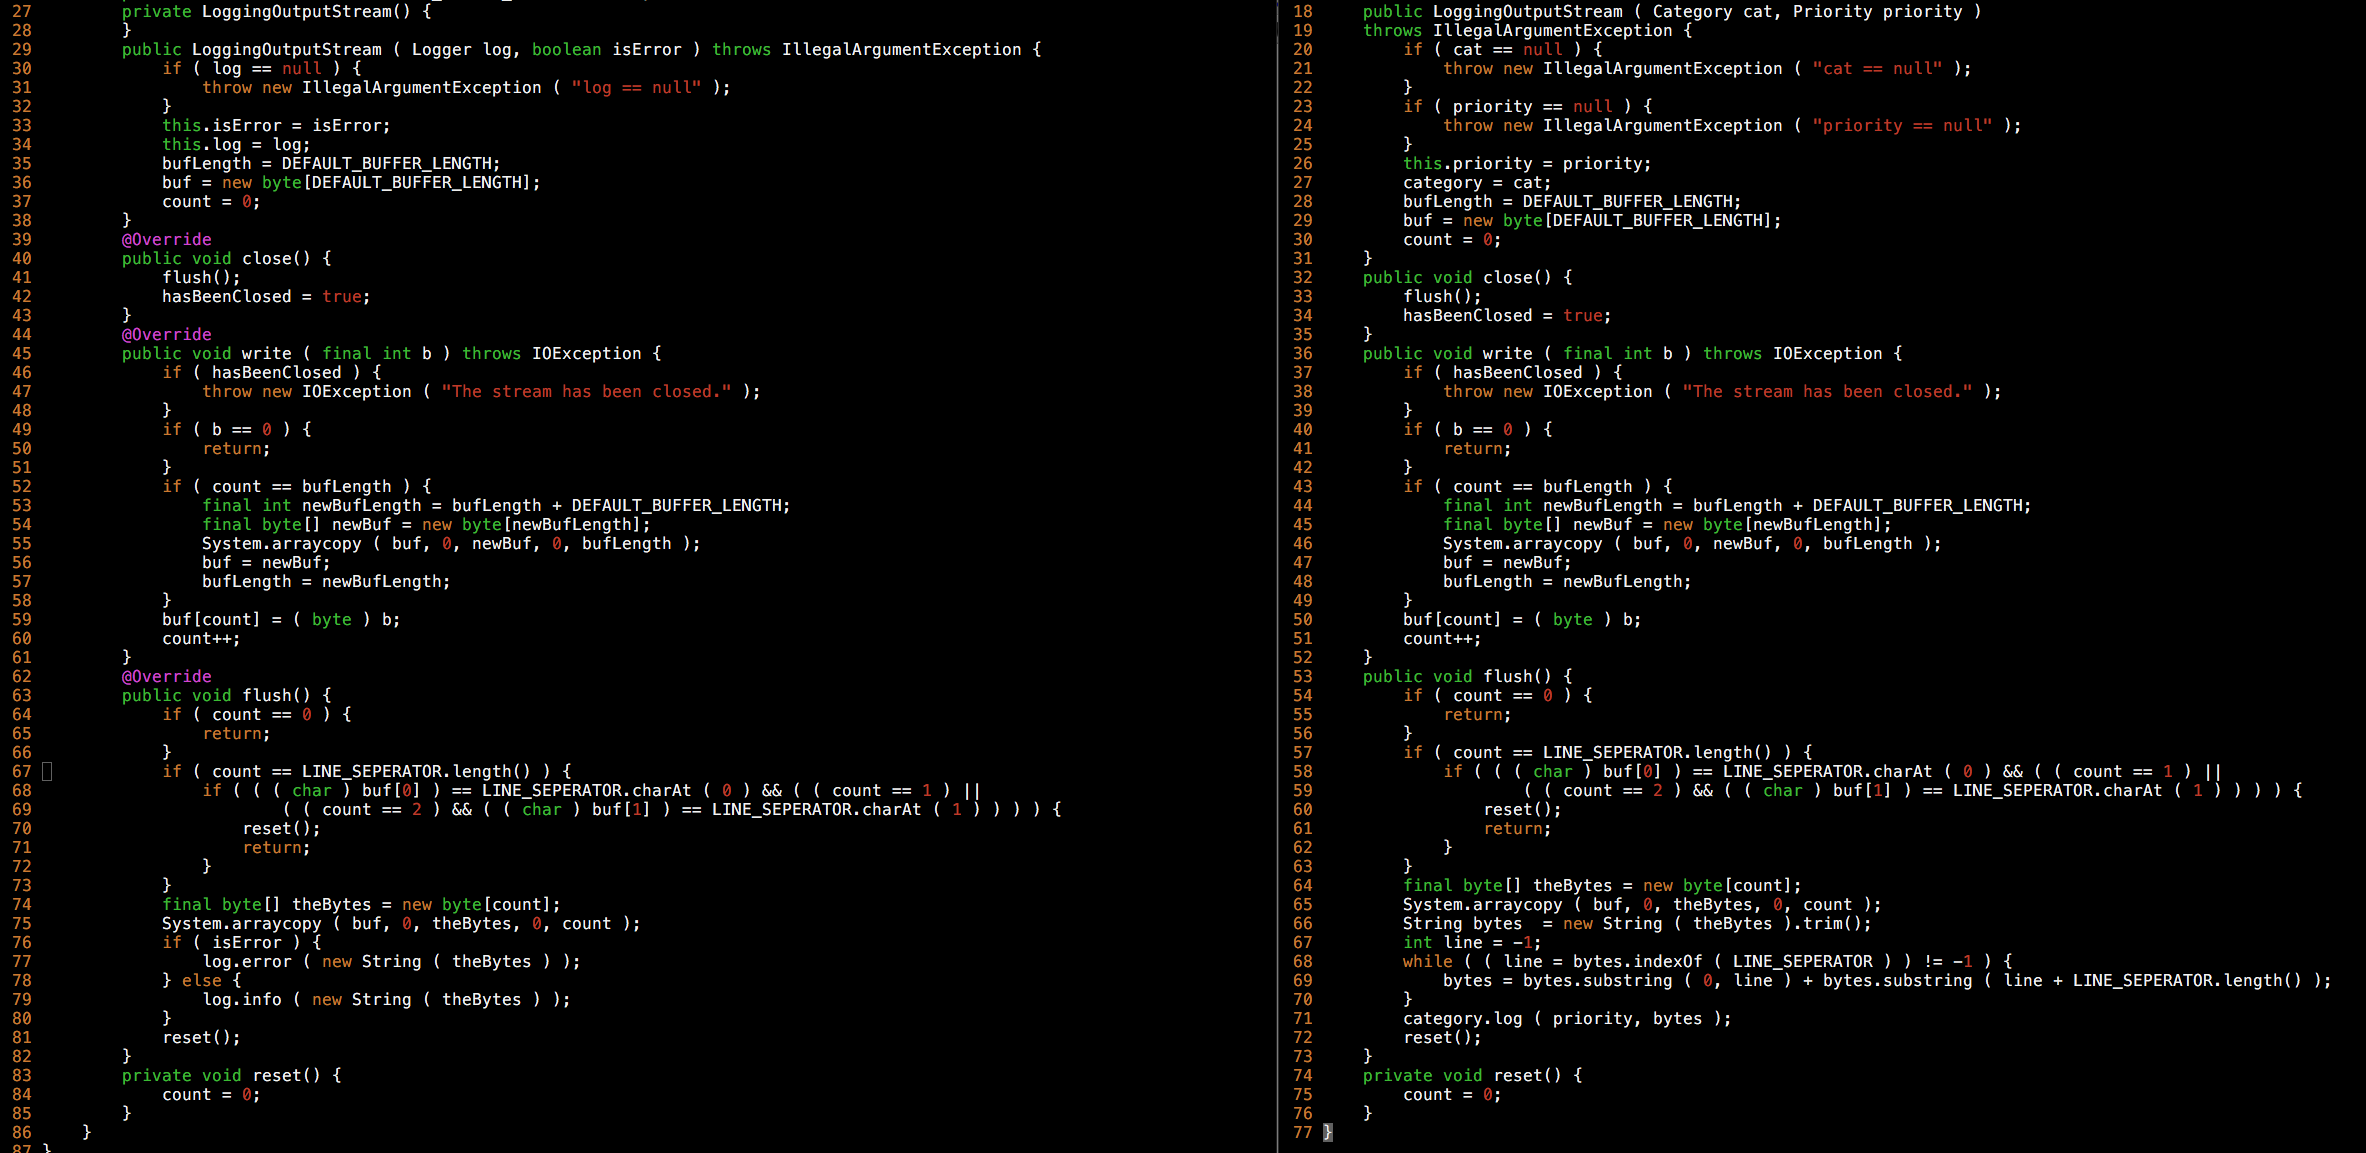 27 private LoggingOutputStream() {
28 }
29 public LoggingOutputStream ( Logger log, boolean isError ) throws IllegalArgumentException {
30 if ( log == null ) {
31 throw new IllegalArgumentException ( "log == null" );
32 }
33 this.isError = isError;
34 this.log = log;
35 bufLength = DEFAULT_BUFFER_LENGTH;
36 buf = new byte[DEFAULT_BUFFER_LENGTH];
37 count = 0;
38 }
39 @Override
40 public void close() {
41 flush();
42 hasBeenClosed = true;
43 }
44 @Override
45 public void write ( final int b ) throws IOException {
46 if ( hasBeenClosed ) {
47 throw new IOException ( "The stream has been closed." );
48 }
49 if ( b == 0 ) {
50 return;
51 }
52 if ( count == bufLength ) {
53 final int newBufLength = bufLength + DEFAULT_BUFFER_LENGTH;
54 final byte[] newBuf = new byte[newBufLength];
55 System.arraycopy ( buf, 0, newBuf, 0, bufLength );
56 buf = newBuf;
57 bufLength = newBufLength;
58 }
59 buf[count] = ( byte ) b;
60 count++;
61 }
62 @Override
63 public void flush() {
64 if ( count == 0 ) {
65 return;
66 }
67 if ( count == LINE_SEPERATOR.length() ) {
68 if ( ( ( char ) buf[0] ) == LINE_SEPERATOR.charAt ( 0 ) && ( ( count == 1 ) ||
69 ( ( count == 2 ) && ( ( char ) buf[1] ) == LINE_SEPERATOR.charAt ( 1 ) ) ) ) {
70 reset();
71 return;
72 }
73 }
74 final byte[] theBytes = new byte[count];
75 System.arraycopy ( buf, 0, theBytes, 0, count );
76 if ( isError ) {
77 log.error ( new String ( theBytes ) );
78 } else {
79 log.info ( new String ( theBytes ) );
80 }
81 reset();
82 }
83 private void reset() {
84 count = 0;
85 }
86 }
87 }
18 public LoggingOutputStream ( Category cat, Priority priority )
19 throws IllegalArgumentException {
20 if ( cat == null ) {
21 throw new IllegalArgumentException ( "cat == null" );
22 }
23 if ( priority == null ) {
24 throw new IllegalArgumentException ( "priority == null" );
25 }
26 this.priority = priority;
27 category = cat;
28 bufLength = DEFAULT_BUFFER_LENGTH;
29 buf = new byte[DEFAULT_BUFFER_LENGTH];
30 count = 0;
31 }
32 public void close() {
33 flush();
34 hasBeenClosed = true;
35 }
36 public void write ( final int b ) throws IOException {
37 if ( hasBeenClosed ) {
38 throw new IOException ( "The stream has been closed." );
39 }
40 if ( b == 0 ) {
41 return;
42 }
43 if ( count == bufLength ) {
44 final int newBufLength = bufLength + DEFAULT_BUFFER_LENGTH;
45 final byte[] newBuf = new byte[newBufLength];
46 System.arraycopy ( buf, 0, newBuf, 0, bufLength );
47 buf = newBuf;
48 bufLength = newBufLength;
49 }
50 buf[count] = ( byte ) b;
51 count++;
52 }
53 public void flush() {
54 if ( count == 0 ) {
55 return;
56 }
57 if ( count == LINE_SEPERATOR.length() ) {
58 if ( ( ( char ) buf[0] ) == LINE_SEPERATOR.charAt ( 0 ) && ( ( count == 1 ) ||
59 ( ( count == 2 ) && ( ( char ) buf[1] ) == LINE_SEPERATOR.charAt ( 1 ) ) ) ) {
60 reset();
61 return;
62 }
63 }
64 final byte[] theBytes = new byte[count];
65 System.arraycopy ( buf, 0, theBytes, 0, count );
66 String bytes  = new String ( theBytes ).trim();
67 int line = -1;
68 while ( ( line = bytes.indexOf ( LINE_SEPERATOR ) ) != -1 ) {
69 bytes = bytes.substring ( 0, line ) + bytes.substring ( line + LINE_SEPERATOR.length() );
70 }
71 category.log ( priority, bytes );
72 reset();
73 }
74 private void reset() {
75 count = 0;
76 }
77 }